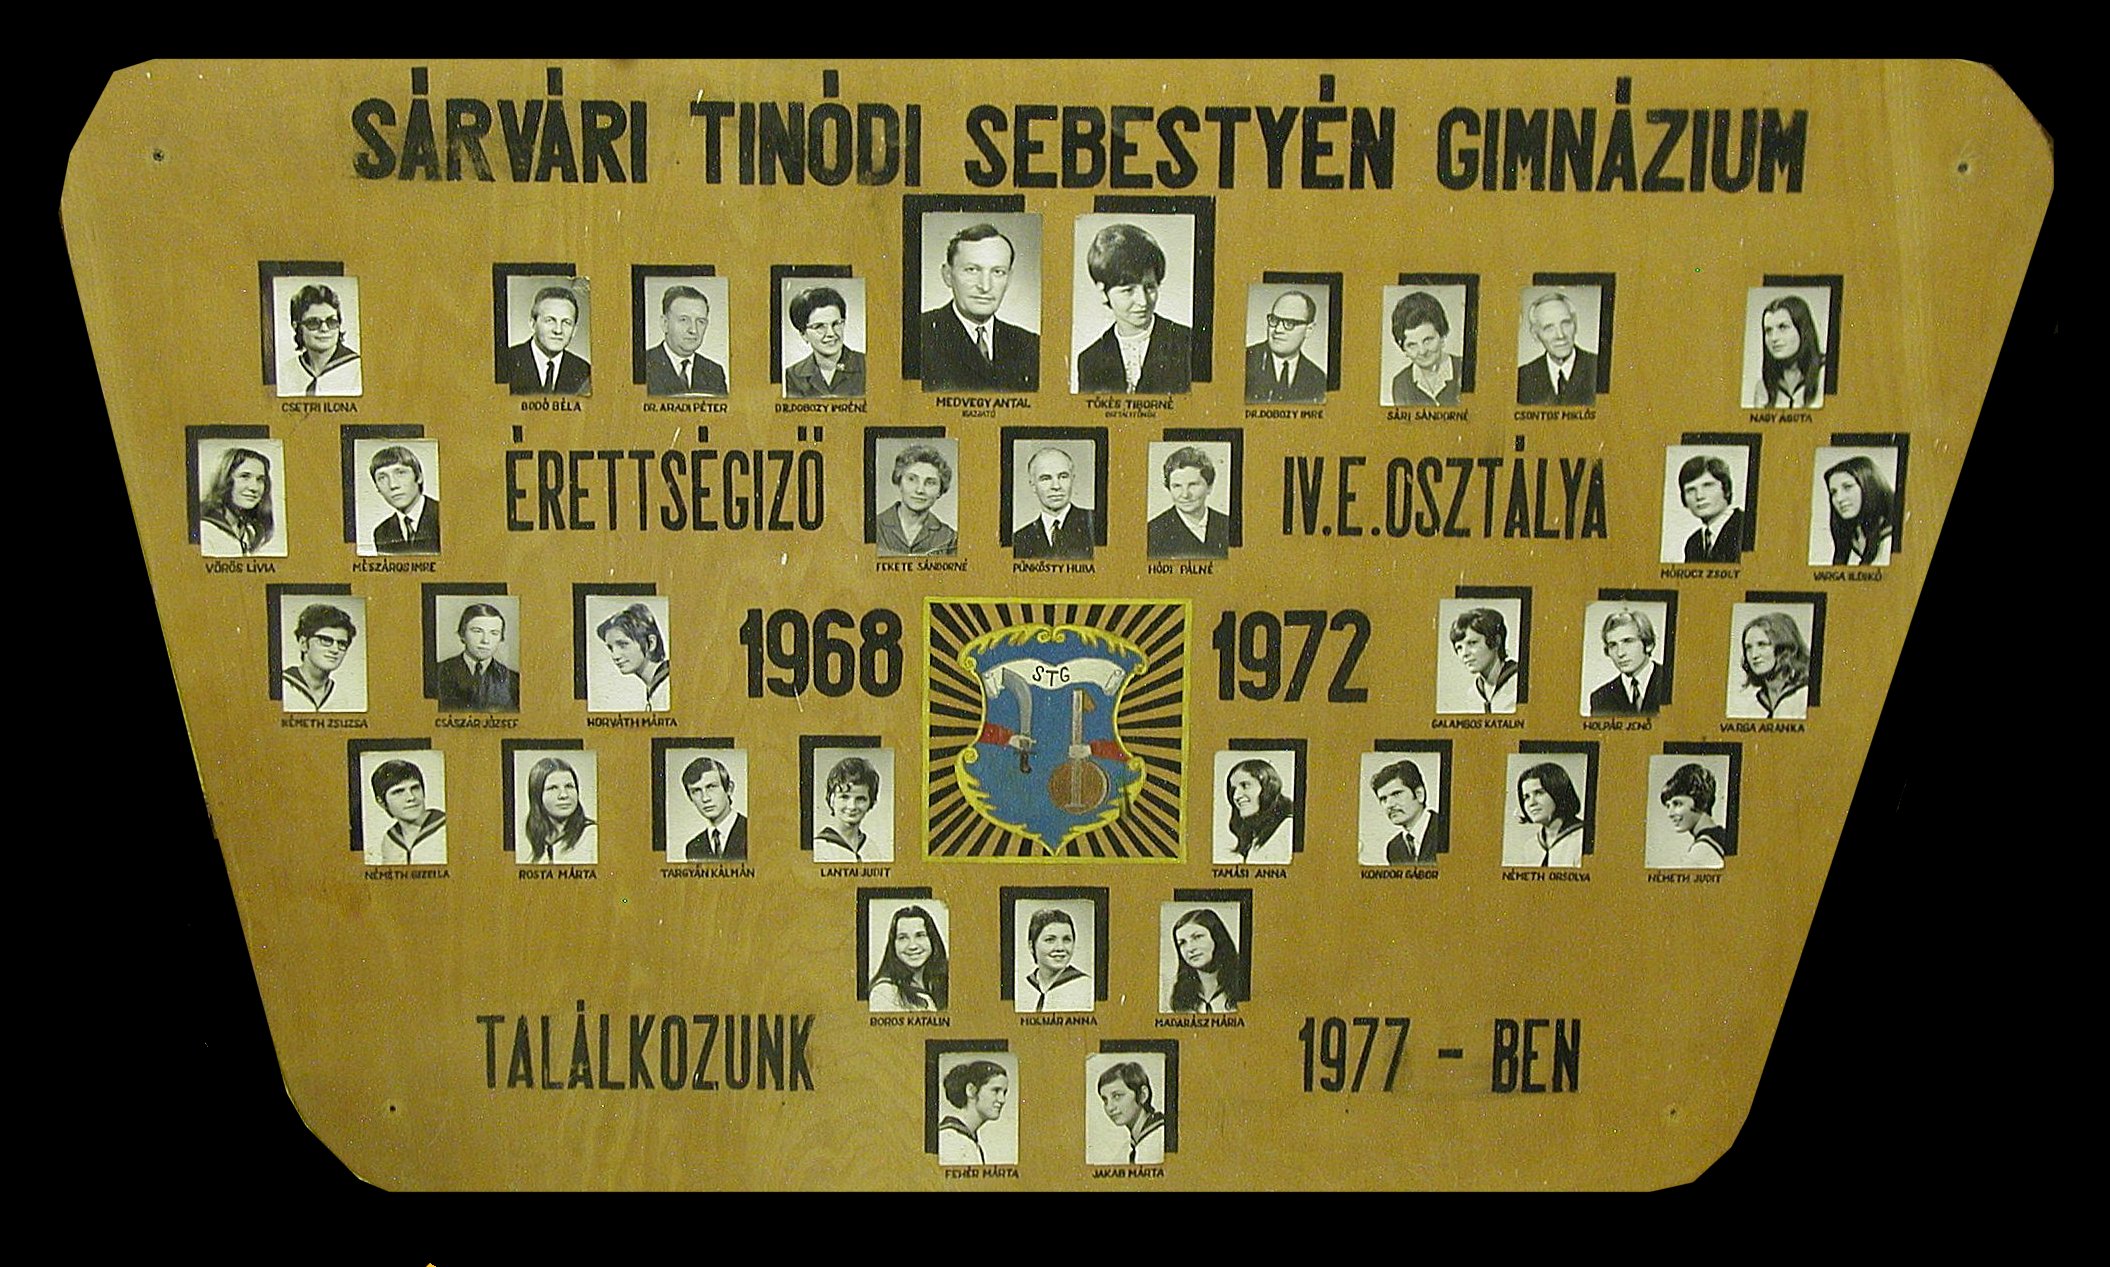 SÁRVÁRI TINÓDI SEBESTYÉN GIMNÁZIUM
CSETRI ILONA
BODÓ BÉLA
DR. ARADI PÉTER
DR. DOBOZY IMRÉNÉ
MEDVEGY ANTAL
IGAZGATÓ
TŐKÉS TIBORNÉ
OSZTÁLYFŐNÖK
DR. DOBOZY IMRE
SÁRI SÁNDORNÉ
CSONTOS MIKLÓS
NAGY ÁGOTA
VÖRÖS LÍVIA
MÉSZÁROS IMRE
ÉRETTSÉGIZŐ
FEKETE SÁNDORNÉ
PÜNKÖSTY HUBA
HÓDI PÁLNÉ
IV.E.OSZTÁLYA
MÓROCZ ZSOLT
VARGA ILDIKÓ
NÉMETH ZSUZSA
CSÁSZÁR JÓZSEF
HORVÁTH MÁRTA
1968
STG
1972
GALAMBOS KATALIN
HOLPÁR JENŐ
VARGA ARANKA
NÉMETH GIZELLA
ROSTA MÁRTA
TARGYÁN KÁLMÁN
LANTAI JUDIT
TAMÁSI ANNA
KONDOR GÁBOR
NÉMETH ORSOLYA
NÉMETH JUDIT
BOROS KATALIN
MOLNÁR ANNA
MADARÁSZ MÁRIA
TALÁLKOZUNK
1977 - BEN
FEHÉR MÁRTA
JAKAB MÁRTA